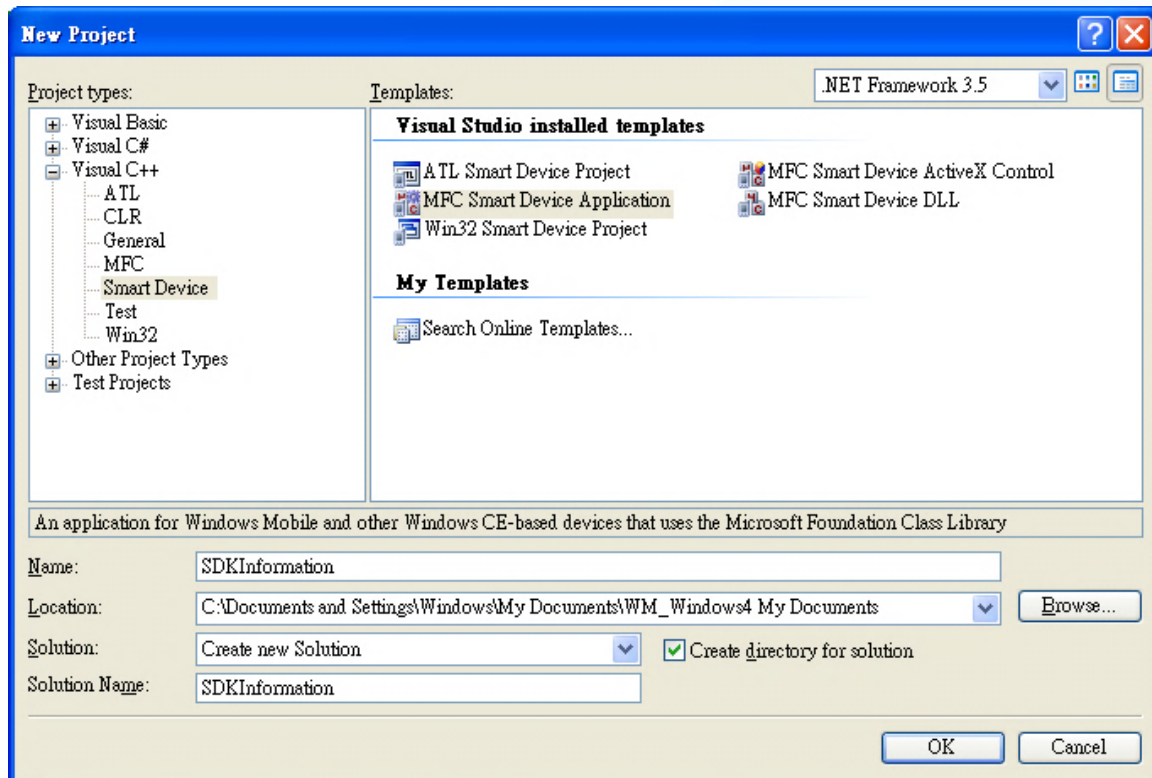 New Project
Project types:
Templates:
.NET Framework 3.5
Visual Basic
Visual C#
Visual C++
ATL
CLR
General
MFC
Smart Device
Test
Win32
Other Project Types
Test Projects
Visual Studio installed templates
ATL Smart Device Project
MFC Smart Device Application
Win32 Smart Device Project
MFC Smart Device ActiveX Control
MFC Smart Device DLL
My Templates
Search Online Templates...
An application for Windows Mobile and other Windows CE-based devices that uses the Microsoft Foundation Class Library
Name: SDKInformation
Location: C:\Documents and Settings\Windows\My Documents\WM_Windows4 My Documents Browse...
Solution: Create new Solution Create directory for solution
Solution Name: SDKInformation
OK Cancel